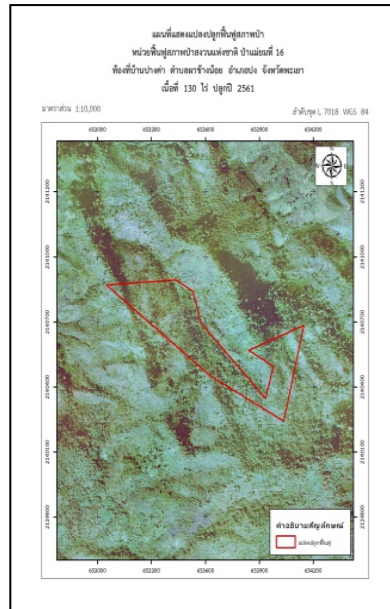 แผนที่แสดงแปลงปลูกฟื้นฟูสภาพป่า
หน่วยฟื้นฟูสภาพป่าสงวนแห่งชาติ ป่าแม่ยมที่ 16
ท้องที่บ้านปางค่า ตำบลผาช้างน้อย อำเภอปง จังหวัดพะเยา
เนื้อที่ 130 ไร่ ปลูกปี 2561
มาตราส่วน 1:10,000
ลำดับชุด L 7018 WGS 84
653000 653300 653600 653900 654200
N
2141300
2141000
2140700
2140400
2140100
2139800
คำอธิบายสัญลักษณ์
แปลงปลูกฟื้นฟู
653000 653300 653600 653900 654200